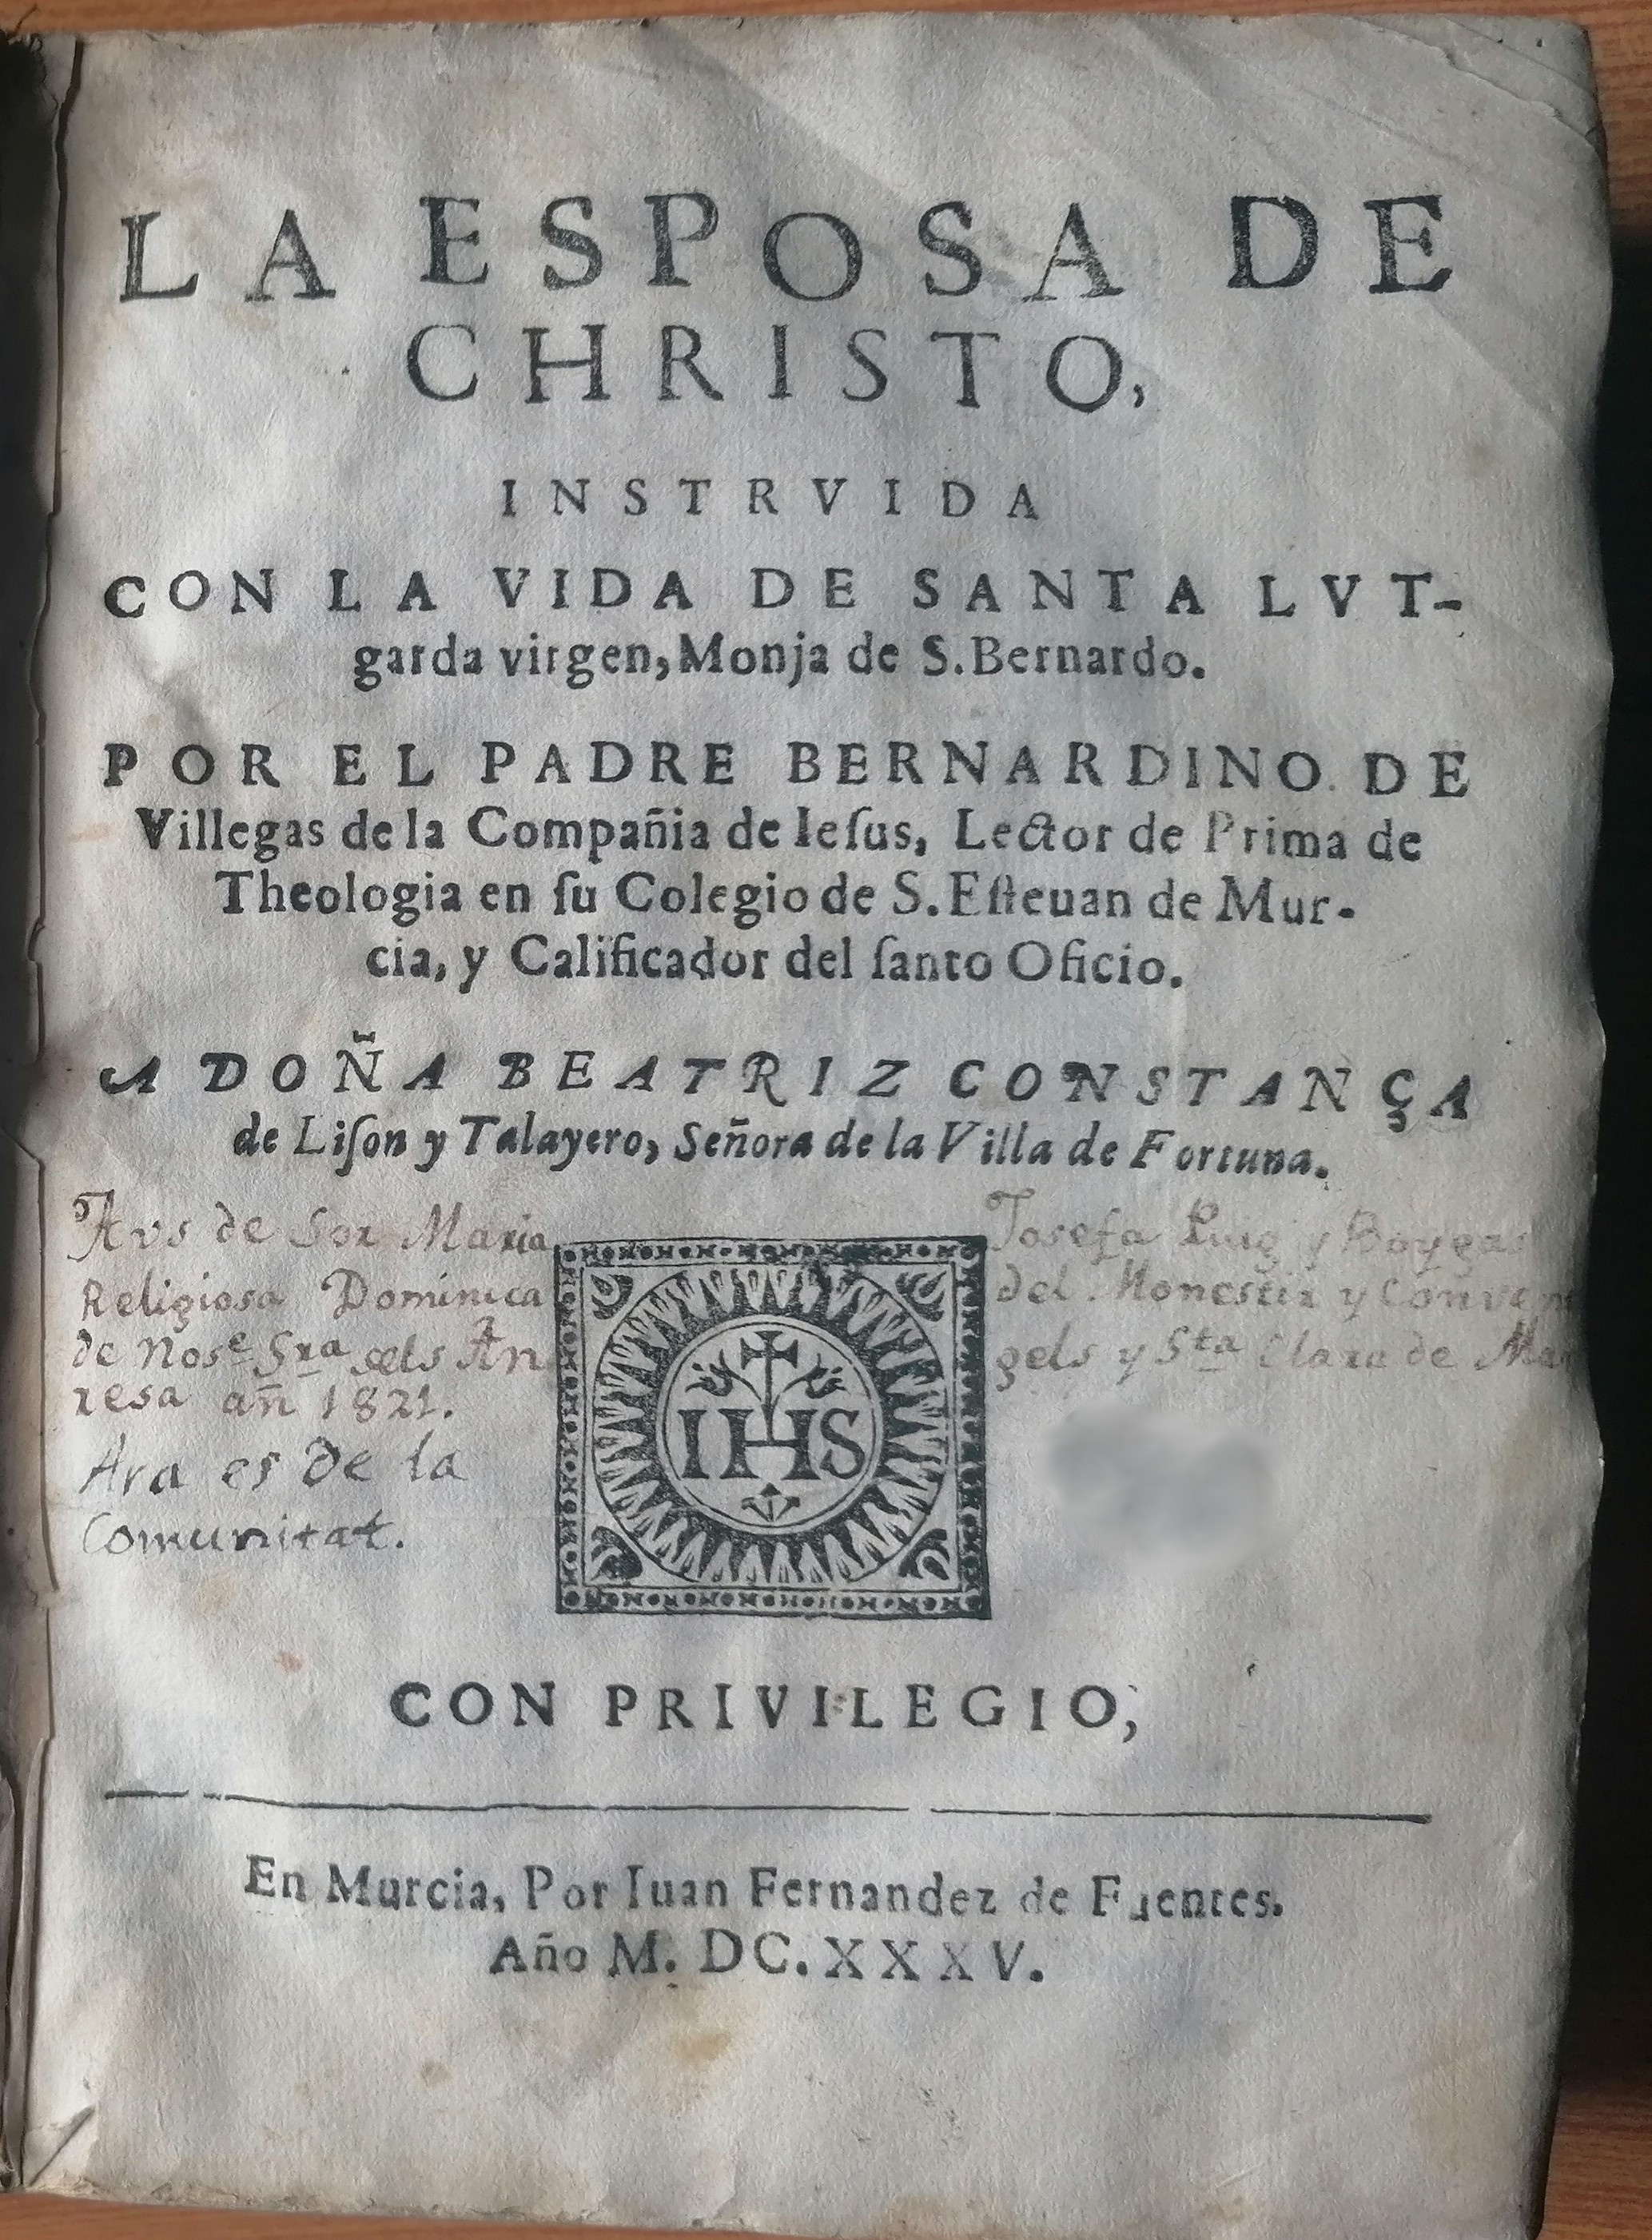 LA ESPOSA DE
CHRISTO,
INSTRVIDA
CON LA VIDA DE SANTA LVT-
garda virgen, Monja de S. Bernardo.
POR EL PADRE BERNARDINO DE
Villegas de la Compañia de Ieſus, Lector de Prima de
Theologia en ſu Colegio de S. Eſteuan de Mur-
cia, y Calificador del ſanto Oficio.
A DOÑA BEATRIZ CONSTANÇA
de Liſon y Talayero, Señora de la Villa de Fortuna.
de Sor Maria Josefa Puig y
Religiosa Dominica del Monestir y Conven
de Nosᵉ Sra dels Angels y Sta Clara de Man
resa añ 1821.
Ara es de la
Comunitat.
IHS
CON PRIVILEGIO,
En Murcia, Por Iuan Fernandez de Fuentes.
Año M. DC. XXXV.